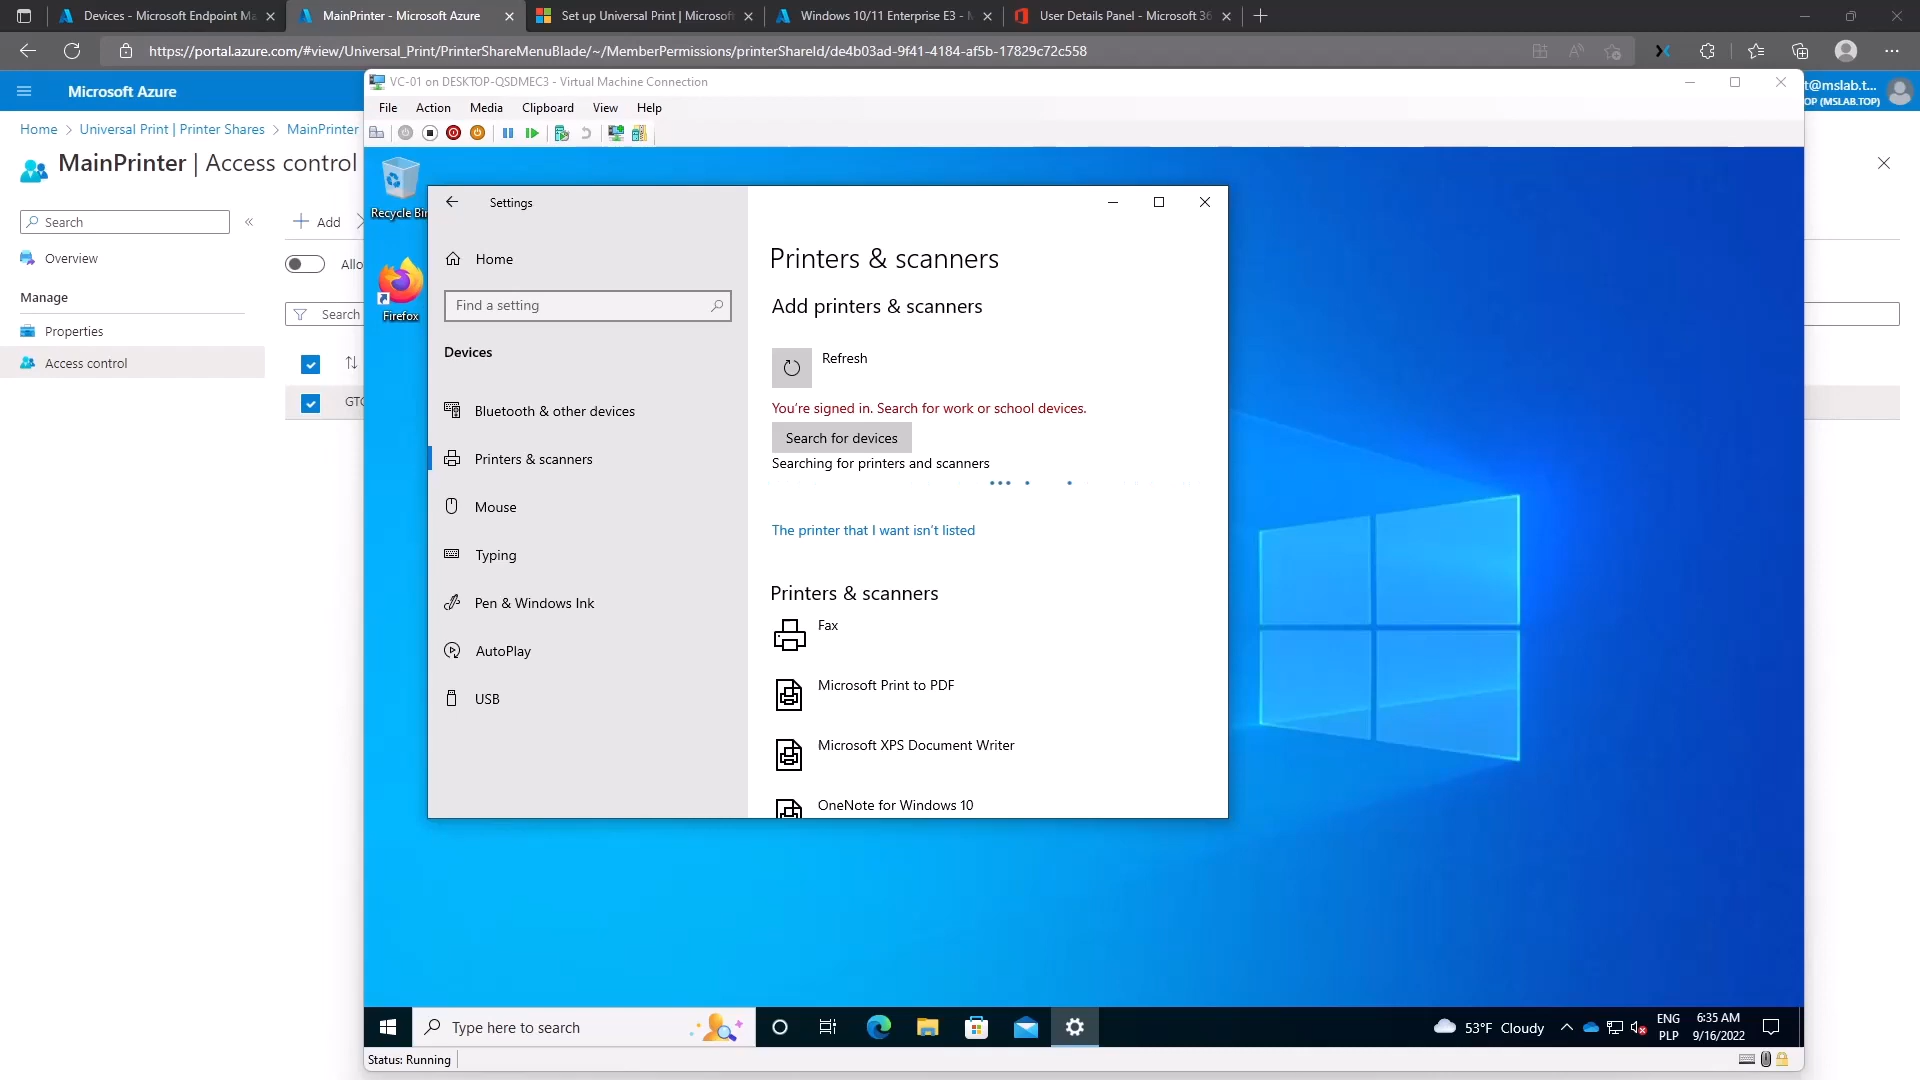 Devices - Microsoft Endpoint Ma
MainPrinter - Microsoft Azure
Set up Universal Print | Microsoft
Windows 10/11 Enterprise E3 - M
User Details Panel - Microsoft 36
https://portal.azure.com/#view/Universal_Print/PrinterShareMenuBlade/~/MemberPermissions/printerShareId/de4b03ad-9f41-4184-af5b-17829c72c558
Microsoft Azure
t@mslab.t...
OP (MSLAB.TOP)
Home > Universal Print | Printer Shares > MainPrinter
MainPrinter | Access control
Search
Add
Overview
Allo
Manage
Search
Properties
Access control
GTC
VC-01 on DESKTOP-QSDMEC3 - Virtual Machine Connection
File Action Media Clipboard View Help
Recycle Bin
Firefox
Settings
Home
Find a setting
Devices
Bluetooth & other devices
Printers & scanners
Mouse
Typing
Pen & Windows Ink
AutoPlay
USB
Printers & scanners
Add printers & scanners
Refresh
You're signed in. Search for work or school devices.
Search for devices
Searching for printers and scanners
The printer that I want isn't listed
Printers & scanners
Fax
Microsoft Print to PDF
Microsoft XPS Document Writer
OneNote for Windows 10
Type here to search
53°F Cloudy
ENG
PLP
6:35 AM
9/16/2022
Status: Running